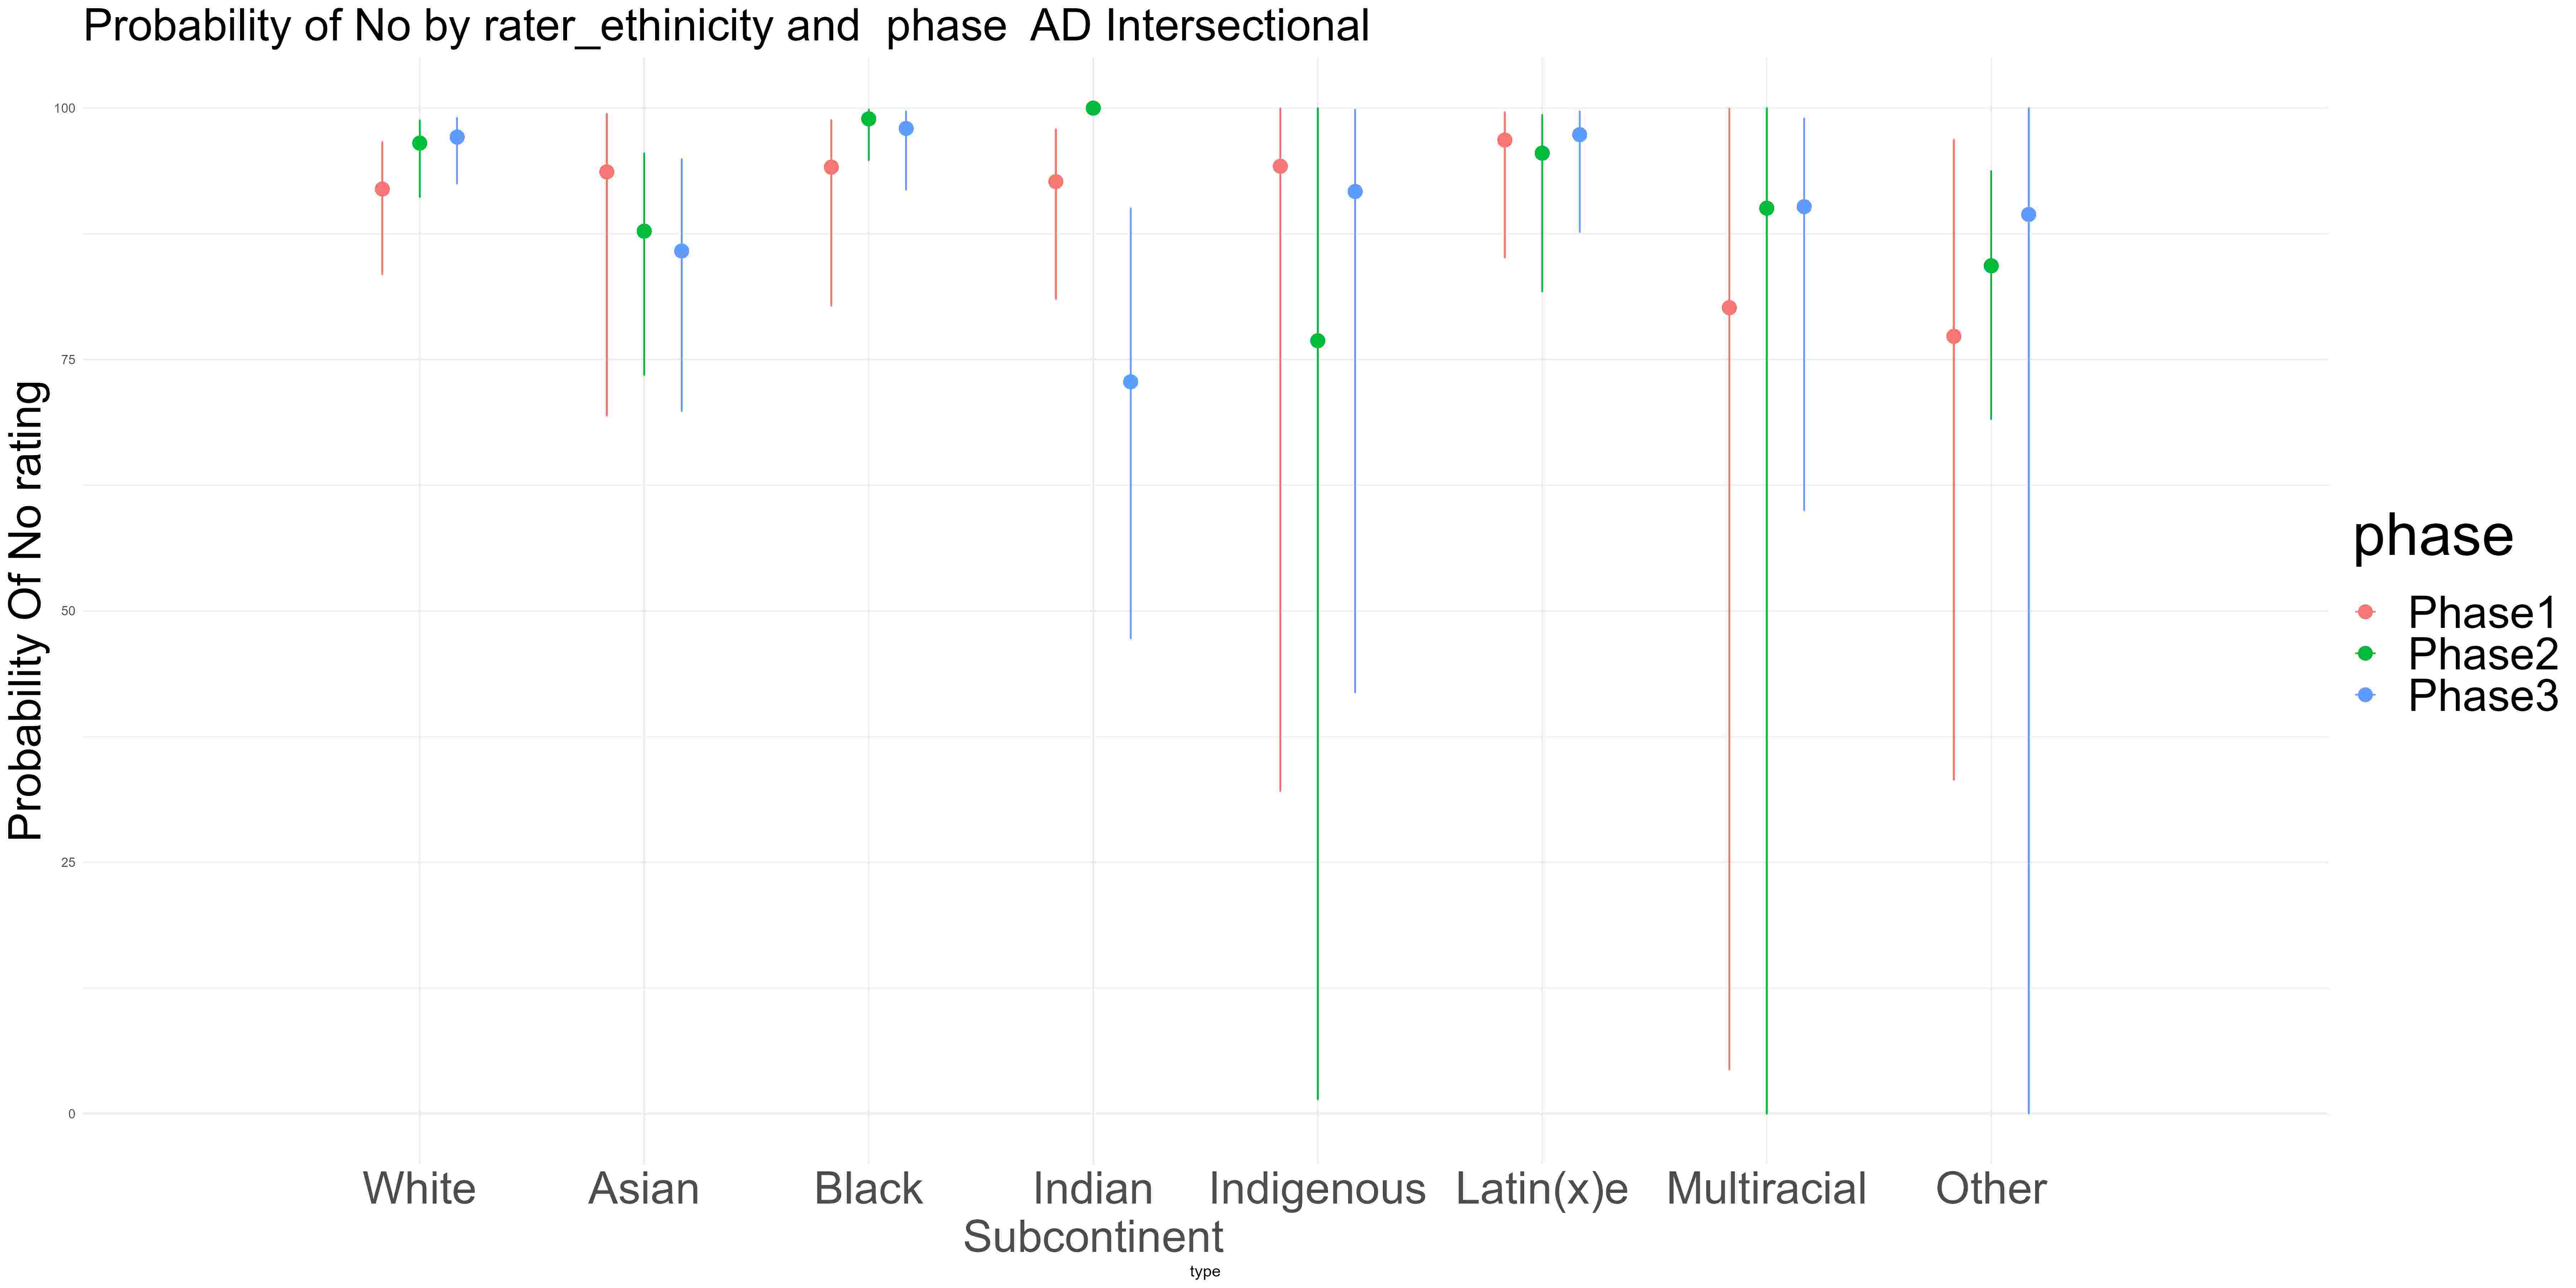 Probability of No by rater_ethinicity and  phase  AD Intersectional
Probability Of No rating
100
75
50
25
0
White
Asian
Black
Indian
Subcontinent
Indigenous
Latin(x)e
Multiracial
Other
type
phase
Phase1
Phase2
Phase3